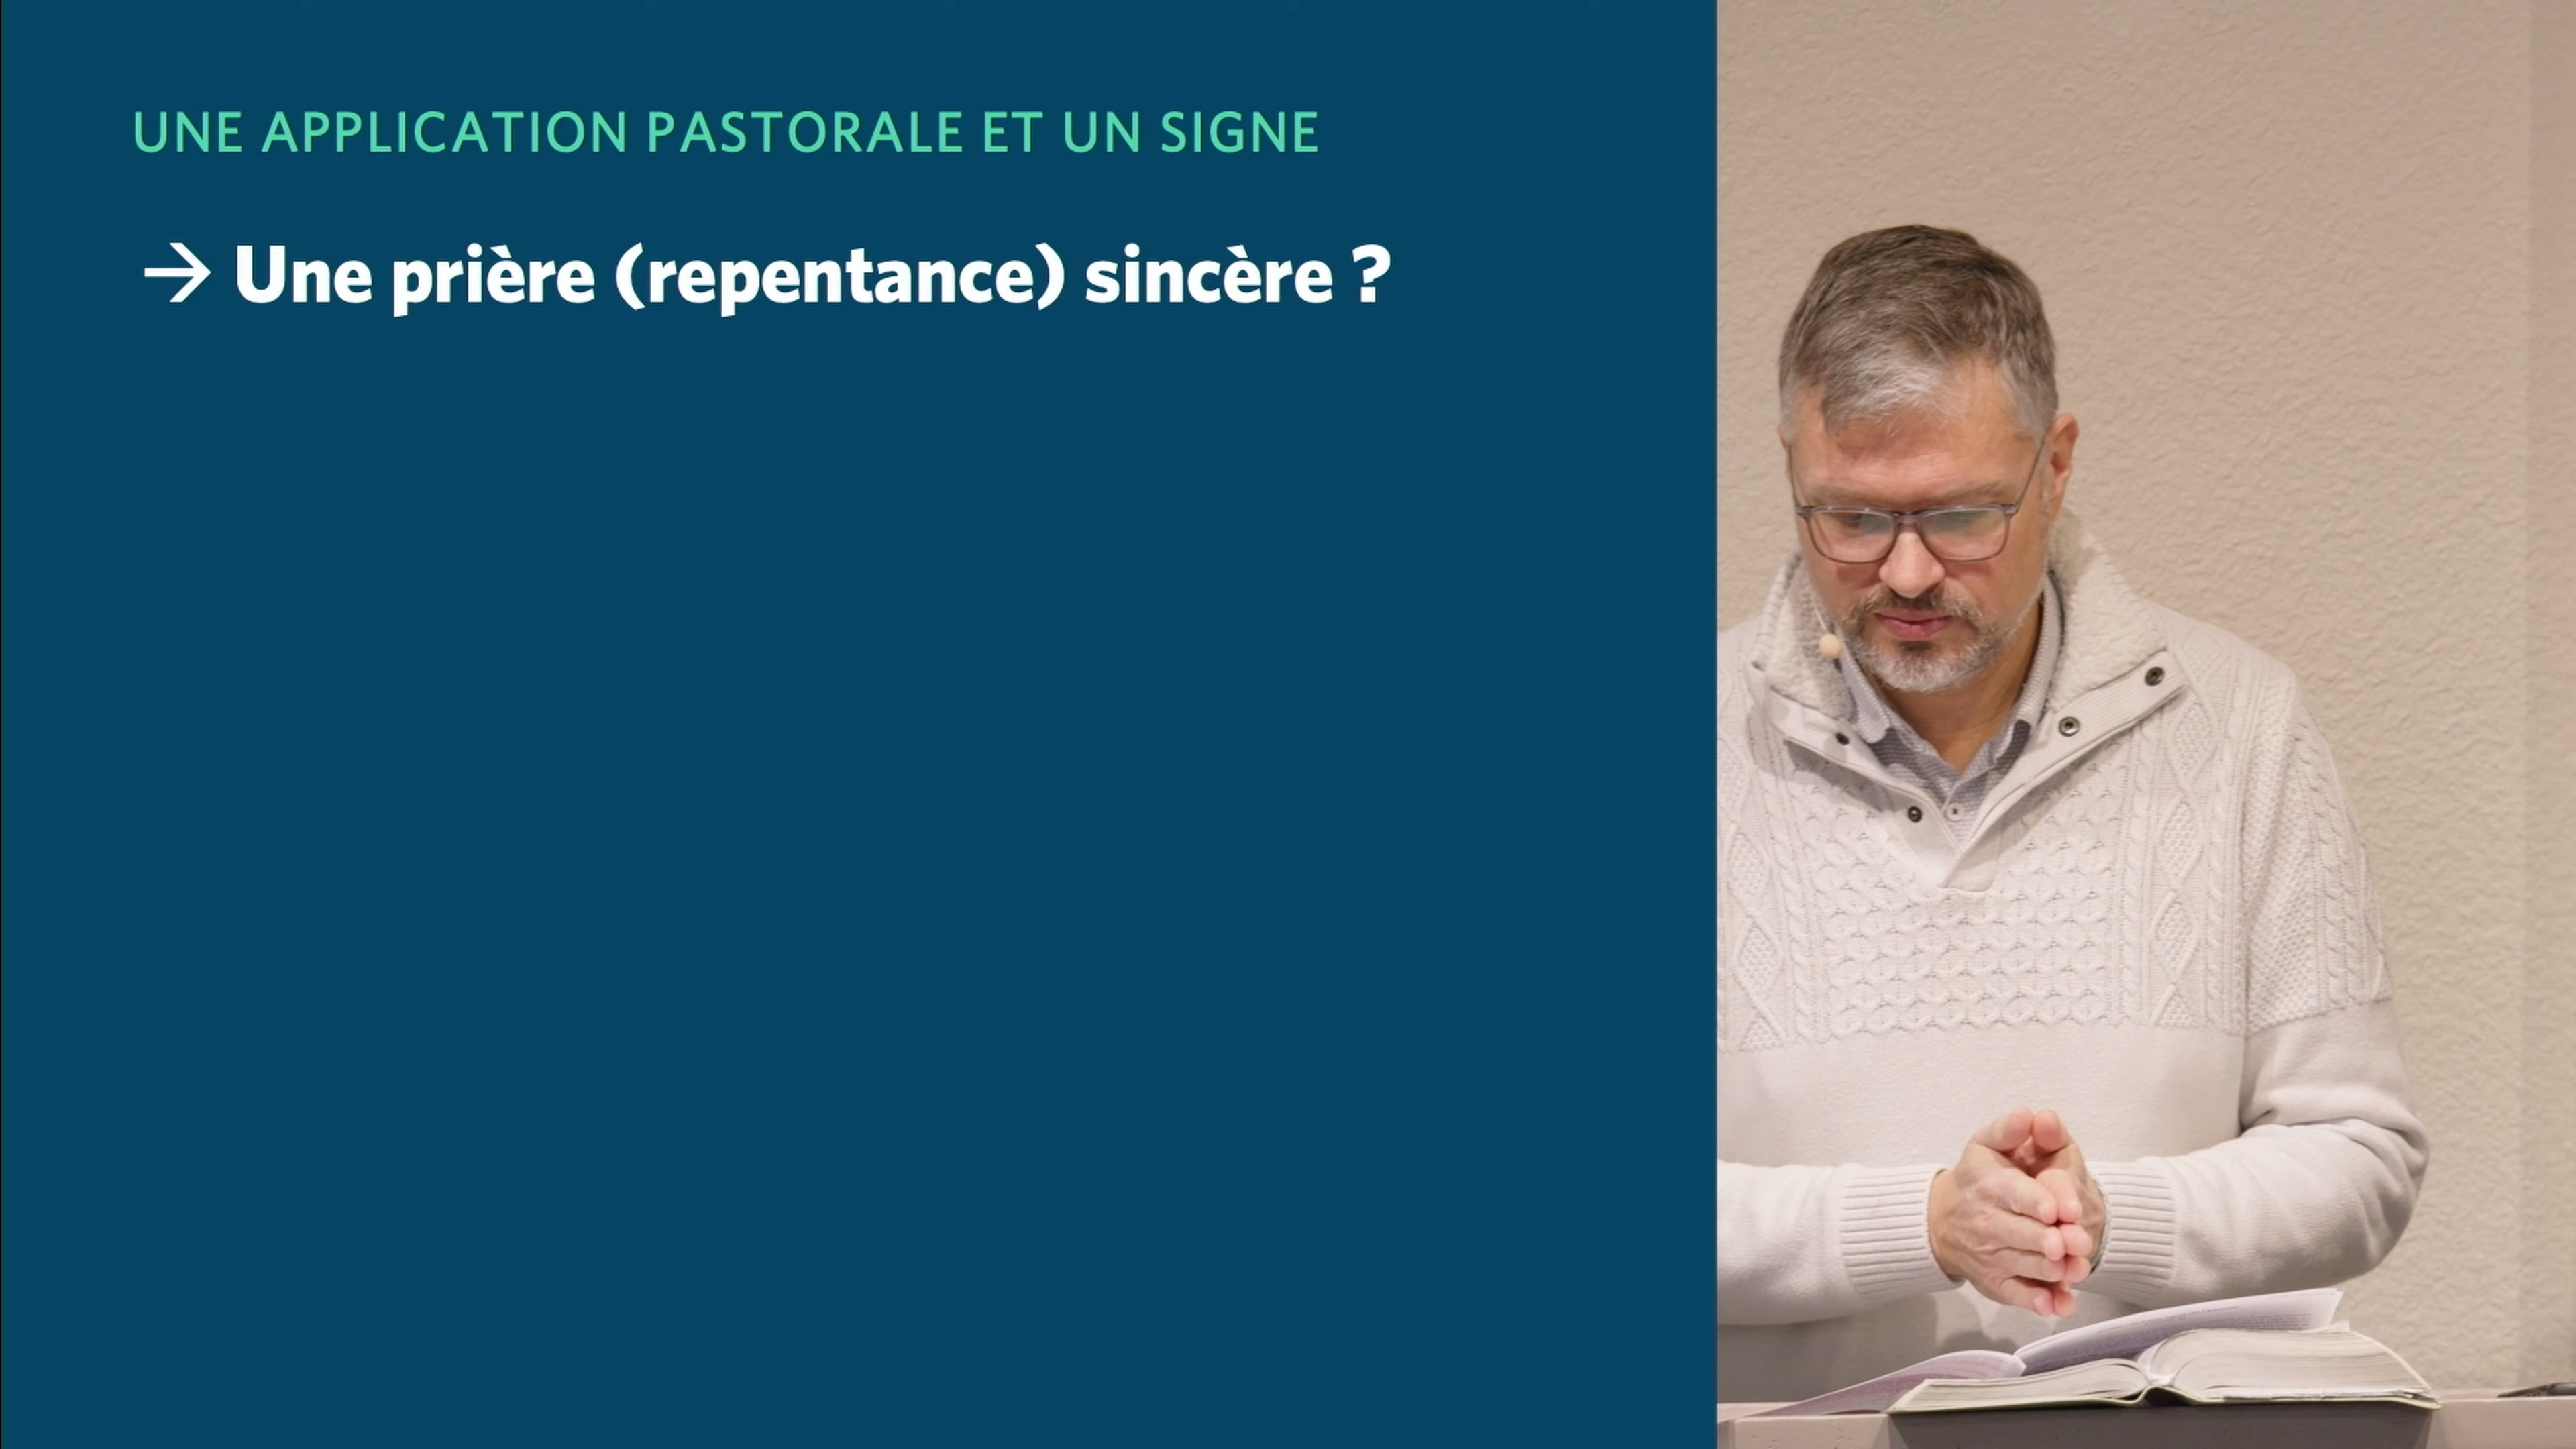 UNE APPLICATION PASTORALE ET UN SIGNE
→ Une prière (repentance) sincère ?